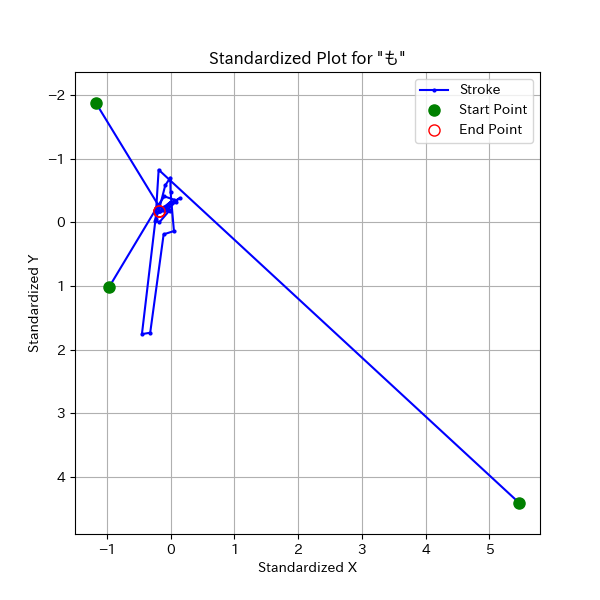 Standardized Plot for "も"
Stroke
Start Point
End Point
Standardized Y
−2
−1
0
1
2
3
4
−1 0 1 2 3 4 5
Standardized X